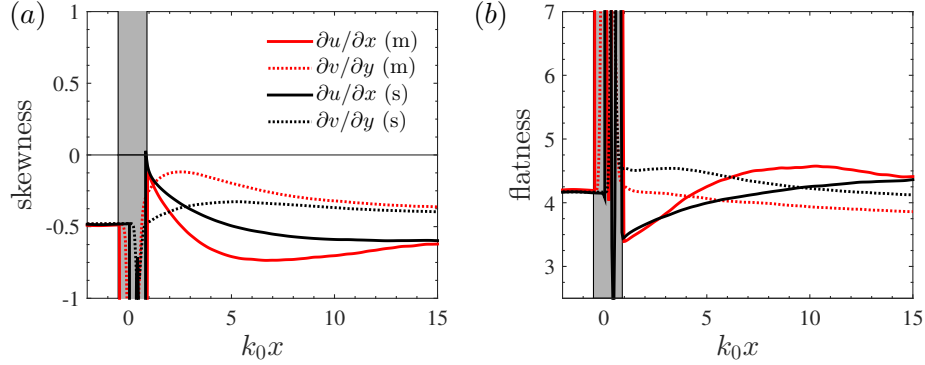 (a)
1
0.5
0
-0.5
-1
skewness
∂u/∂x (m)
∂v/∂y (m)
∂u/∂x (s)
∂v/∂y (s)
0 5 10 15
k₀x
(b)
7
6
5
4
3
flatness
0 5 10 15
k₀x